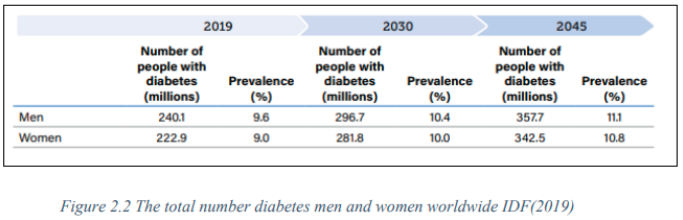 2019 2030 2045
Number of people with diabetes (millions) Prevalence (%) Number of people with diabetes (millions) Prevalence (%) Number of people with diabetes (millions) Prevalence (%)
Men 240.1 9.6 296.7 10.4 357.7 11.1
Women 222.9 9.0 281.8 10.0 342.5 10.8
Figure 2.2 The total number diabetes men and women worldwide IDF(2019)